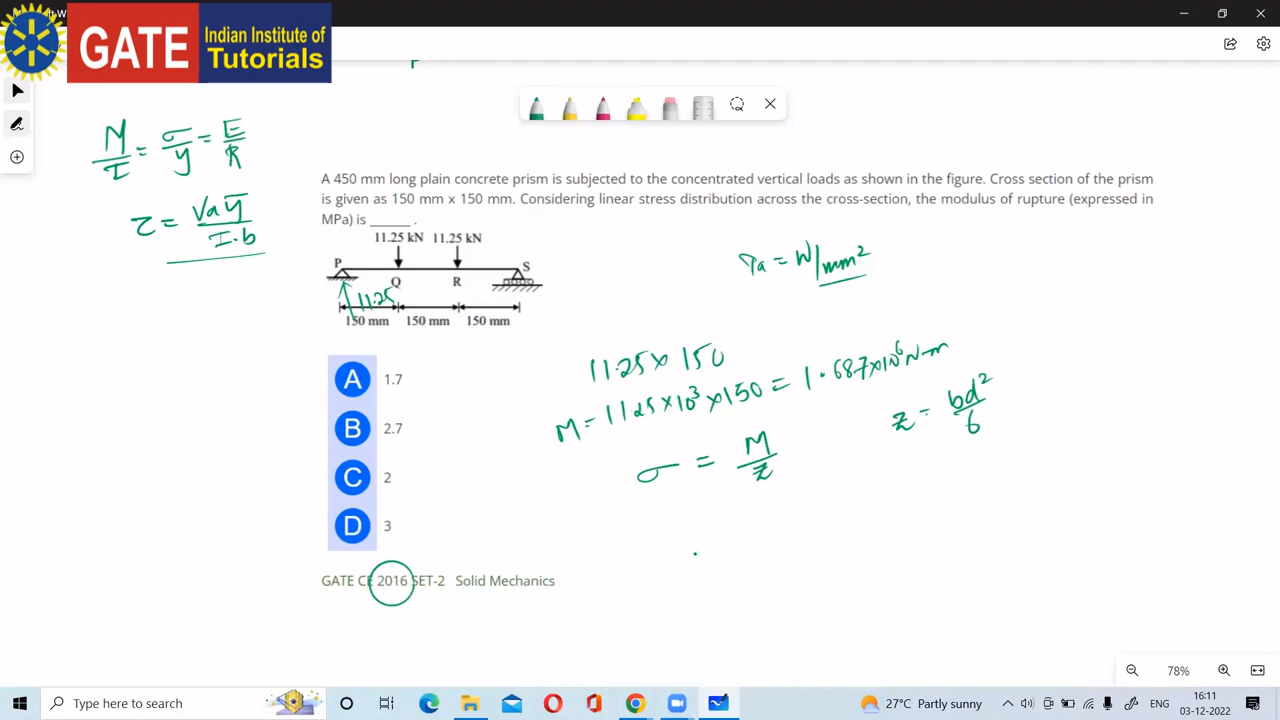 GATE
Indian Institute of
Tutorials
M/I = σ/y = E/R
τ = Vaȳ/I·b
A 450 mm long plain concrete prism is subjected to the concentrated vertical loads as shown in the figure. Cross section of the prism
is given as 150 mm x 150 mm. Considering linear stress distribution across the cross-section, the modulus of rupture (expressed in
MPa) is ______ .
11.25 kN 11.25 kN
P
S
Q
R
11.25
150 mm 150 mm 150 mm
= N/mm²
11.25 × 150
M = 11.25 × 10³ × 150 = 1.687 × 10⁶ N-m
z = bd²/6
σ = M/z
A 1.7
B 2.7
C 2
D 3
GATE CE 2016 SET-2 Solid Mechanics
78%
Type here to search
27°C Partly sunny
16:11
03-12-2022